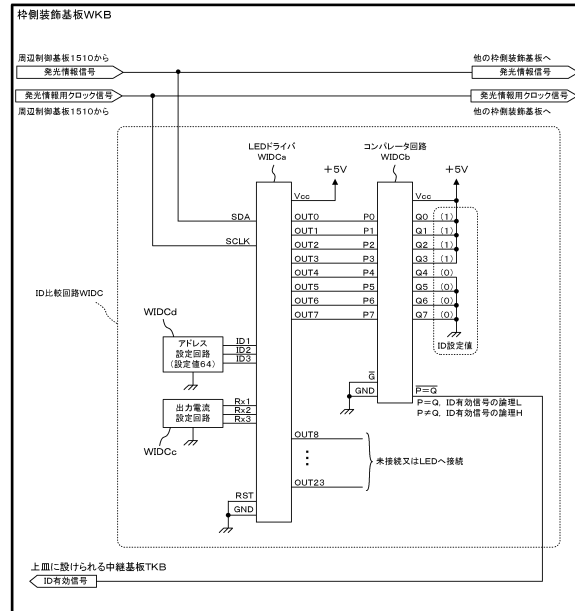 枠側装飾基板WKB
周辺制御基板1510から
他の枠側装飾基板へ
発光情報信号
発光情報信号
発光情報用クロック信号
発光情報用クロック信号
周辺制御基板1510から
他の枠側装飾基板へ
LEDドライバ
WIDCa
コンパレータ回路
WIDCb
+5V
+5V
Vcc
Vcc
SDA
OUT0
P0
Q0 (1)
OUT1
P1
Q1 (1)
SCLK
OUT2
P2
Q2 (1)
OUT3
P3
Q3 (1)
OUT4
P4
Q4 (0)
OUT5
P5
Q5 (0)
OUT6
P6
Q6 (0)
OUT7
P7
Q7 (0)
ID設定値
ID比較回路WIDC
WIDCd
アドレス
設定回路
(設定値64)
ID1
ID2
ID3
G
GND
P=Q
P=Q, ID有効信号の論理L
P≠Q, ID有効信号の論理H
出力電流
設定回路
Rx1
Rx2
Rx3
WIDCc
OUT8
未接続又はLEDへ接続
OUT23
RST
GND
上皿に設けられる中継基板TKB
ID有効信号